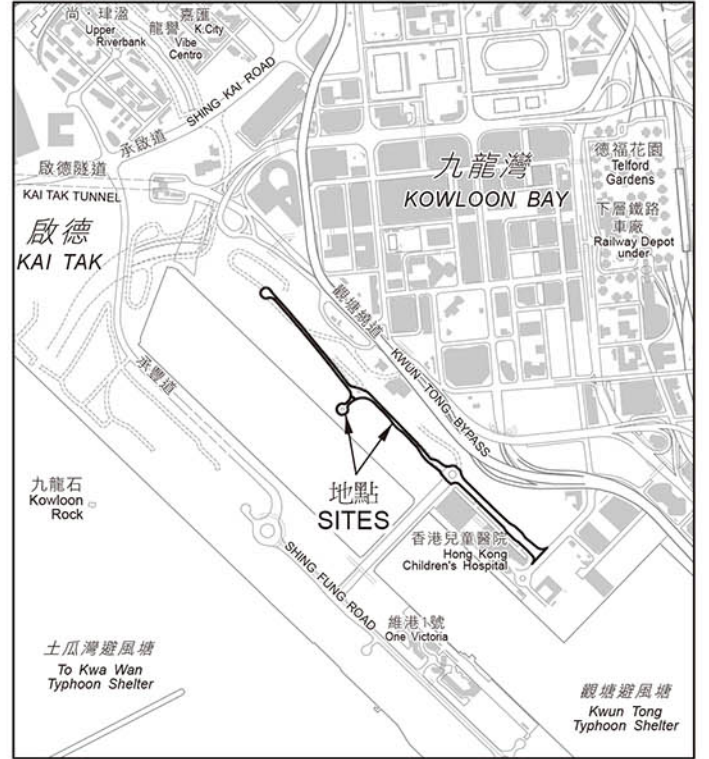 尚．珒溋
Upper
Riverbank
龍譽
Vibe
Centro
嘉匯
K.City
承啟道
SHING KAI ROAD
啟德隧道
KAI TAK TUNNEL
啟德
KAI TAK
九龍灣
KOWLOON BAY
德福花園
Telford
Gardens
下層鐵路
車廠
Railway Depot
under
觀塘繞道
KWUN TONG BYPASS
承豐道
SHING FUNG ROAD
地點
SITES
九龍石
Kowloon
Rock
香港兒童醫院
Hong Kong
Children's Hospital
維港1號
One Victoria
土瓜灣避風塘
To Kwa Wan
Typhoon Shelter
觀塘避風塘
Kwun Tong
Typhoon Shelter